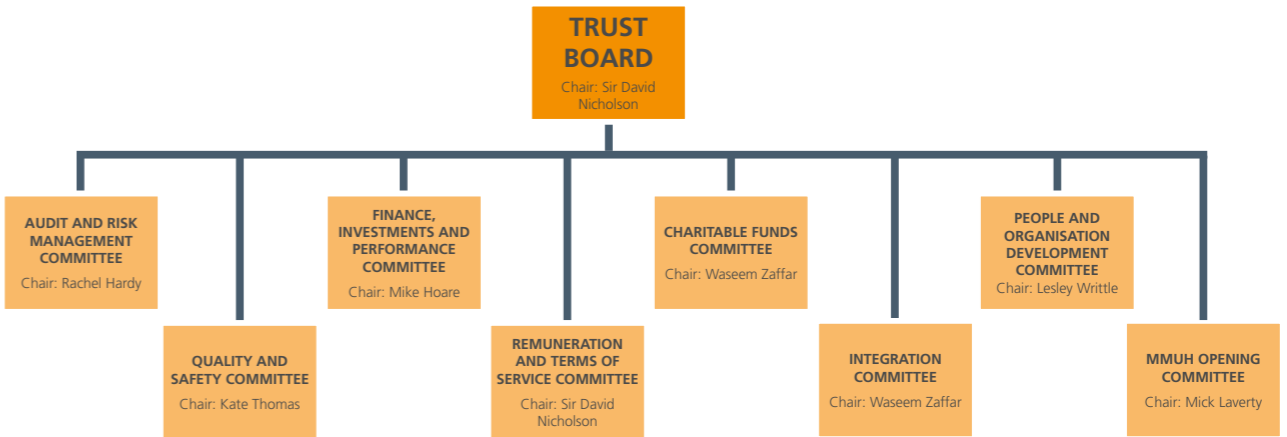 TRUST
BOARD
Chair: Sir David
Nicholson
AUDIT AND RISK
MANAGEMENT
COMMITTEE
Chair: Rachel Hardy
FINANCE,
INVESTMENTS AND
PERFORMANCE
COMMITTEE
Chair: Mike Hoare
CHARITABLE FUNDS
COMMITTEE
Chair: Waseem Zaffar
PEOPLE AND
ORGANISATION
DEVELOPMENT
COMMITTEE
Chair: Lesley Writtle
QUALITY AND
SAFETY COMMITTEE
Chair: Kate Thomas
REMUNERATION
AND TERMS OF
SERVICE COMMITTEE
Chair: Sir David
Nicholson
INTEGRATION
COMMITTEE
Chair: Waseem Zaffar
MMUH OPENING
COMMITTEE
Chair: Mick Laverty